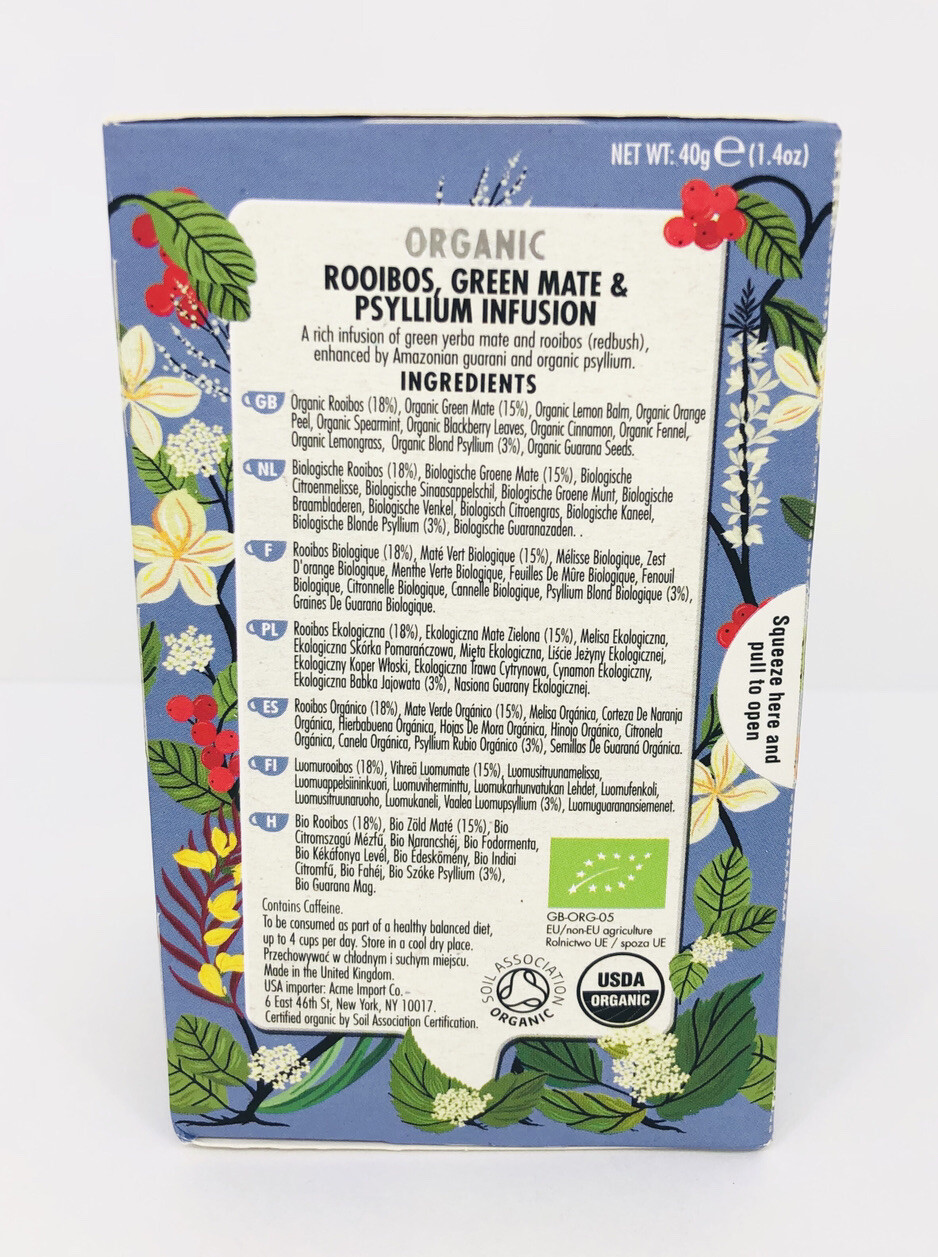 NET WT: 40g ℮ (1.4oz)
ORGANIC
ROOIBOS, GREEN MATE &
PSYLLIUM INFUSION
A rich infusion of green yerba mate and rooibos (redbush),
enhanced by Amazonian guarani and organic psyllium.
INGREDIENTS
GB Organic Rooibos (18%), Organic Green Mate (15%), Organic Lemon Balm, Organic Orange
Peel, Organic Spearmint, Organic Blackberry Leaves, Organic Cinnamon, Organic Fennel,
Organic Lemongrass, Organic Blond Psyllium (3%), Organic Guarana Seeds.
NL Biologische Rooibos (18%), Biologische Groene Mate (15%), Biologische
Citroenmelisse, Biologische Sinaasappelschil, Biologische Groene Munt, Biologische
Braambladeren, Biologische Venkel, Biologisch Citroengras, Biologische Kaneel,
Biologische Blonde Psyllium (3%), Biologische Guaranazaden. .
F Rooibos Biologique (18%), Maté Vert Biologique (15%), Mélisse Biologique, Zest
D'orange Biologique, Menthe Verte Biologique, Feuilles De Mûre Biologique, Fenouil
Biologique, Citronnelle Biologique, Cannelle Biologique, Psyllium Blond Biologique (3%),
Graines De Guarana Biologique.
PL Rooibos Ekologiczna (18%), Ekologiczna Mate Zielona (15%), Melisa Ekologiczna,
Ekologiczna Skórka Pomarańczowa, Mięta Ekologiczna, Liście Jeżyny Ekologicznej,
Ekologiczny Koper Włoski, Ekologiczna Trawa Cytrynowa, Cynamon Ekologiczny,
Ekologiczna Babka Jajowata (3%), Nasiona Guarany Ekologicznej.
ES Rooibos Orgánico (18%), Mate Verde Orgánico (15%), Melisa Orgánica, Corteza De Naranja
Orgánica, Hierbabuena Orgánica, Hojas De Mora Orgánica, Hinojo Orgánico, Citronela
Orgánica, Canela Orgánica, Psyllium Rubio Orgánico (3%), Semillas De Guaraná Orgánica.
FI Luomurooibos (18%), Vihreä Luomumate (15%), Luomusitruunamelissa,
Luomuappelsiininkuori, Luomuviherminttu, Luomukarhunvatukan Lehdet, Luomufenkoli,
Luomusitruunaruoho, Luomukaneli, Vaalea Luomupsyllium (3%), Luomuguaranansiemenet.
H Bio Rooibos (18%), Bio Zöld Maté (15%), Bio
Citromszagú Mézfű, Bio Narancshéj, Bio Fodormenta,
Bio Kékáfonya Levél, Bio Édeskömény, Bio Indiai
Citromfű, Bio Fahéj, Bio Szőke Psyllium (3%),
Bio Guarana Mag.
Contains Caffeine.
To be consumed as part of a healthy balanced diet,
up to 4 cups per day. Store in a cool dry place.
Przechowywać w chłodnym i suchym miejscu.
Made in the United Kingdom.
USA importer: Acme Import Co.
6 East 46th St, New York, NY 10017.
Certified organic by Soil Association Certification.
GB-ORG-05
EU/non-EU agriculture
Rolnictwo UE / spoza UE
SOIL ASSOCIATION
ORGANIC
USDA
ORGANIC
Squeeze here and
pull to open